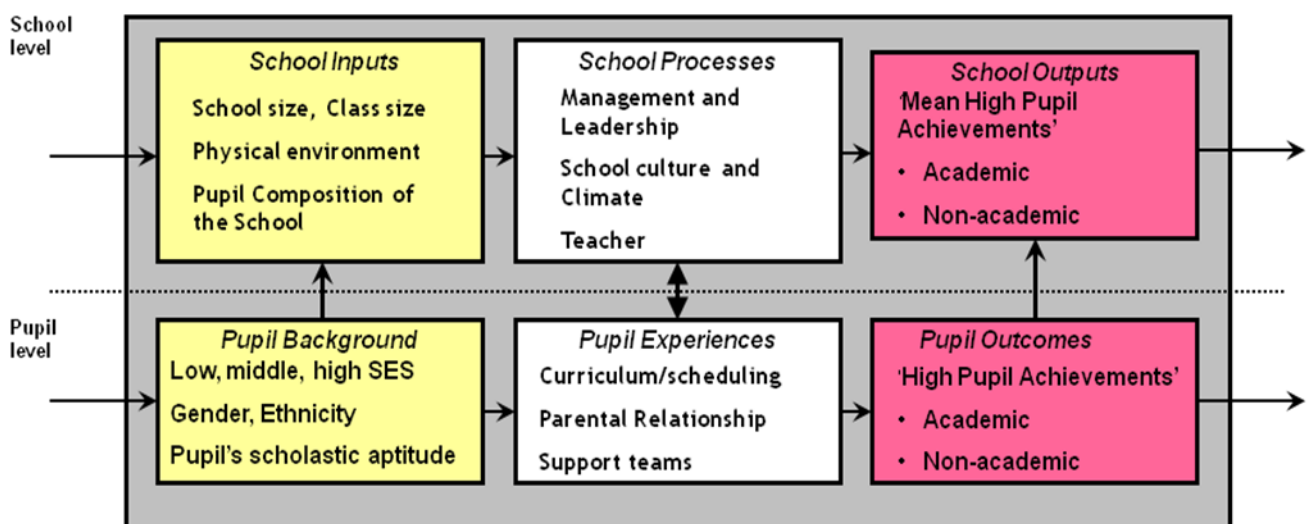 School
level
School Inputs
School size, Class size
Physical environment
Pupil Composition of
the School
School Processes
Management and
Leadership
School culture and
Climate
Teacher
School Outputs
‘Mean High Pupil
Achievements’
• Academic
• Non-academic
Pupil
level
Pupil Background
Low, middle, high SES
Gender, Ethnicity
Pupil’s scholastic aptitude
Pupil Experiences
Curriculum/scheduling
Parental Relationship
Support teams
Pupil Outcomes
‘High Pupil Achievements’
• Academic
• Non-academic